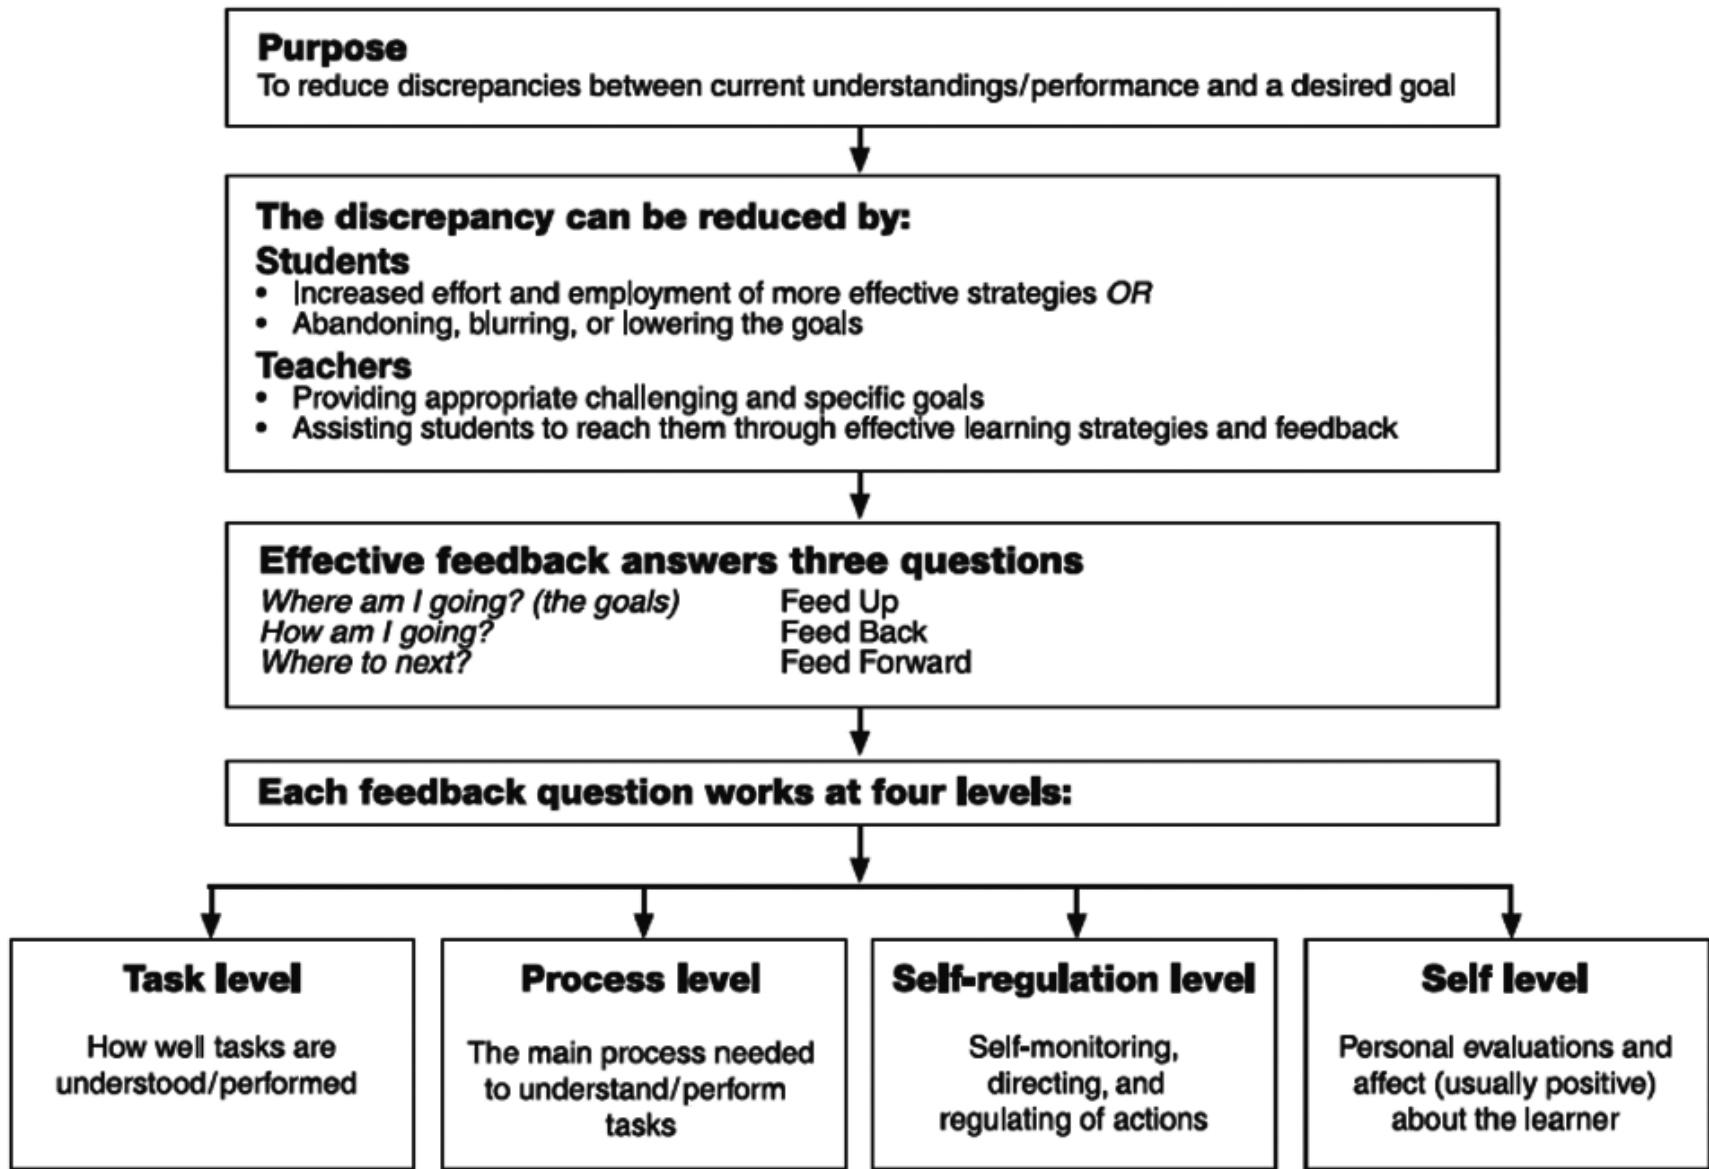 Purpose
To reduce discrepancies between current understandings/performance and a desired goal
The discrepancy can be reduced by:
Students
• Increased effort and employment of more effective strategies OR
• Abandoning, blurring, or lowering the goals
Teachers
• Providing appropriate challenging and specific goals
• Assisting students to reach them through effective learning strategies and feedback
Effective feedback answers three questions
Where am I going? (the goals) Feed Up
How am I going? Feed Back
Where to next? Feed Forward
Each feedback question works at four levels:
Task level
How well tasks are
understood/performed
Process level
The main process needed
to understand/perform
tasks
Self-regulation level
Self-monitoring,
directing, and
regulating of actions
Self level
Personal evaluations and
affect (usually positive)
about the learner